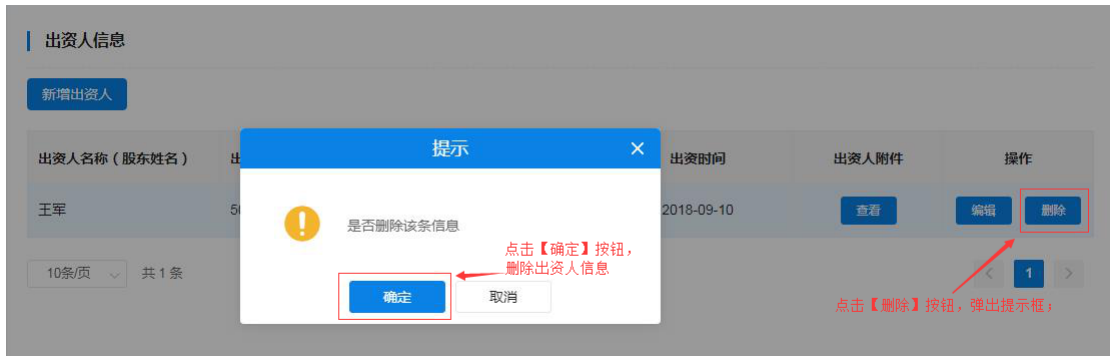 出资人信息
新增出资人
提示
出资人名称(股东姓名)
出
出资时间
出资人附件
操作
王军
50
2018-09-10
查看
编辑
删除
是否删除该条信息
点击【确定】按钮,
删除出资人信息
10条/页
共 1 条
确定
取消
1
点击【删除】按钮,弹出提示框;